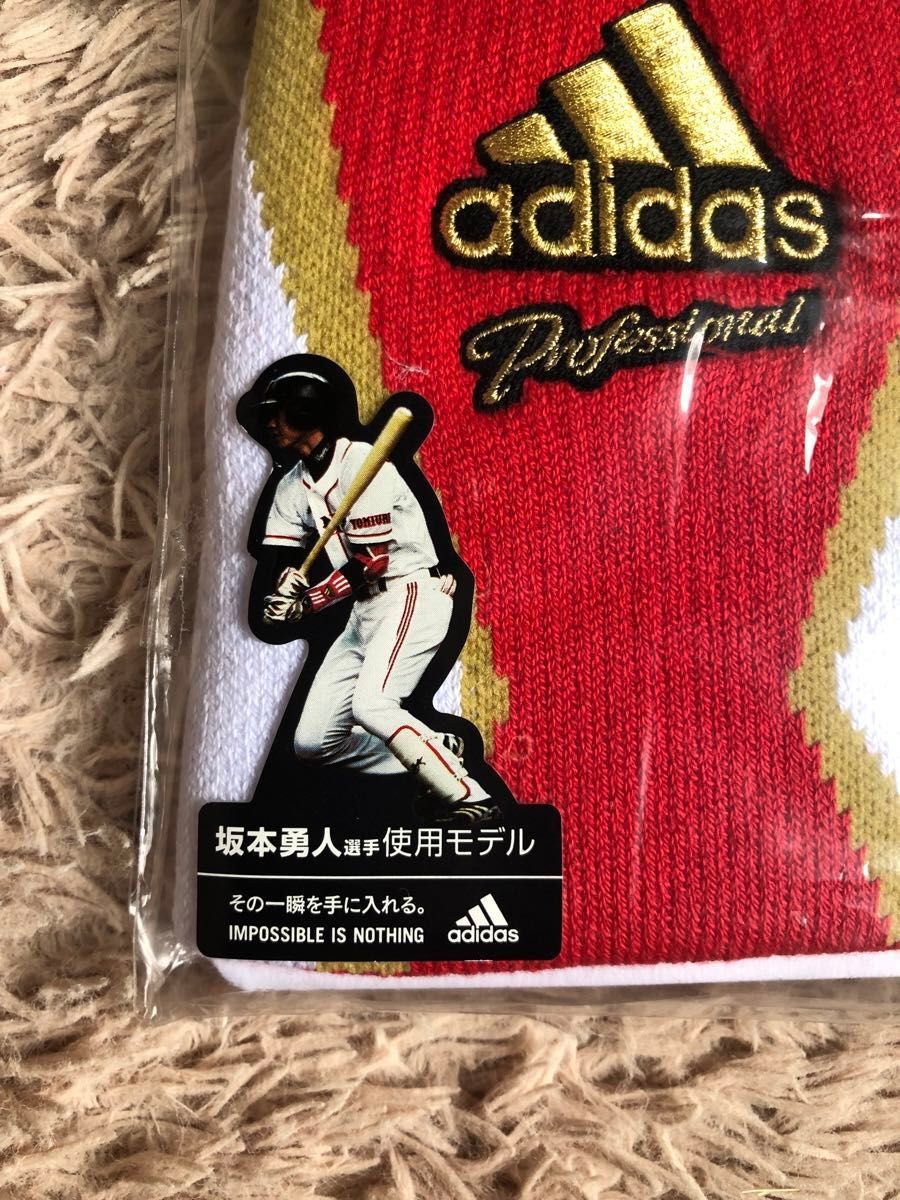 adidas
Professional
YOMIURI
坂本勇人選手使用モデル
その一瞬を手に入れる。
IMPOSSIBLE IS NOTHING
adidas